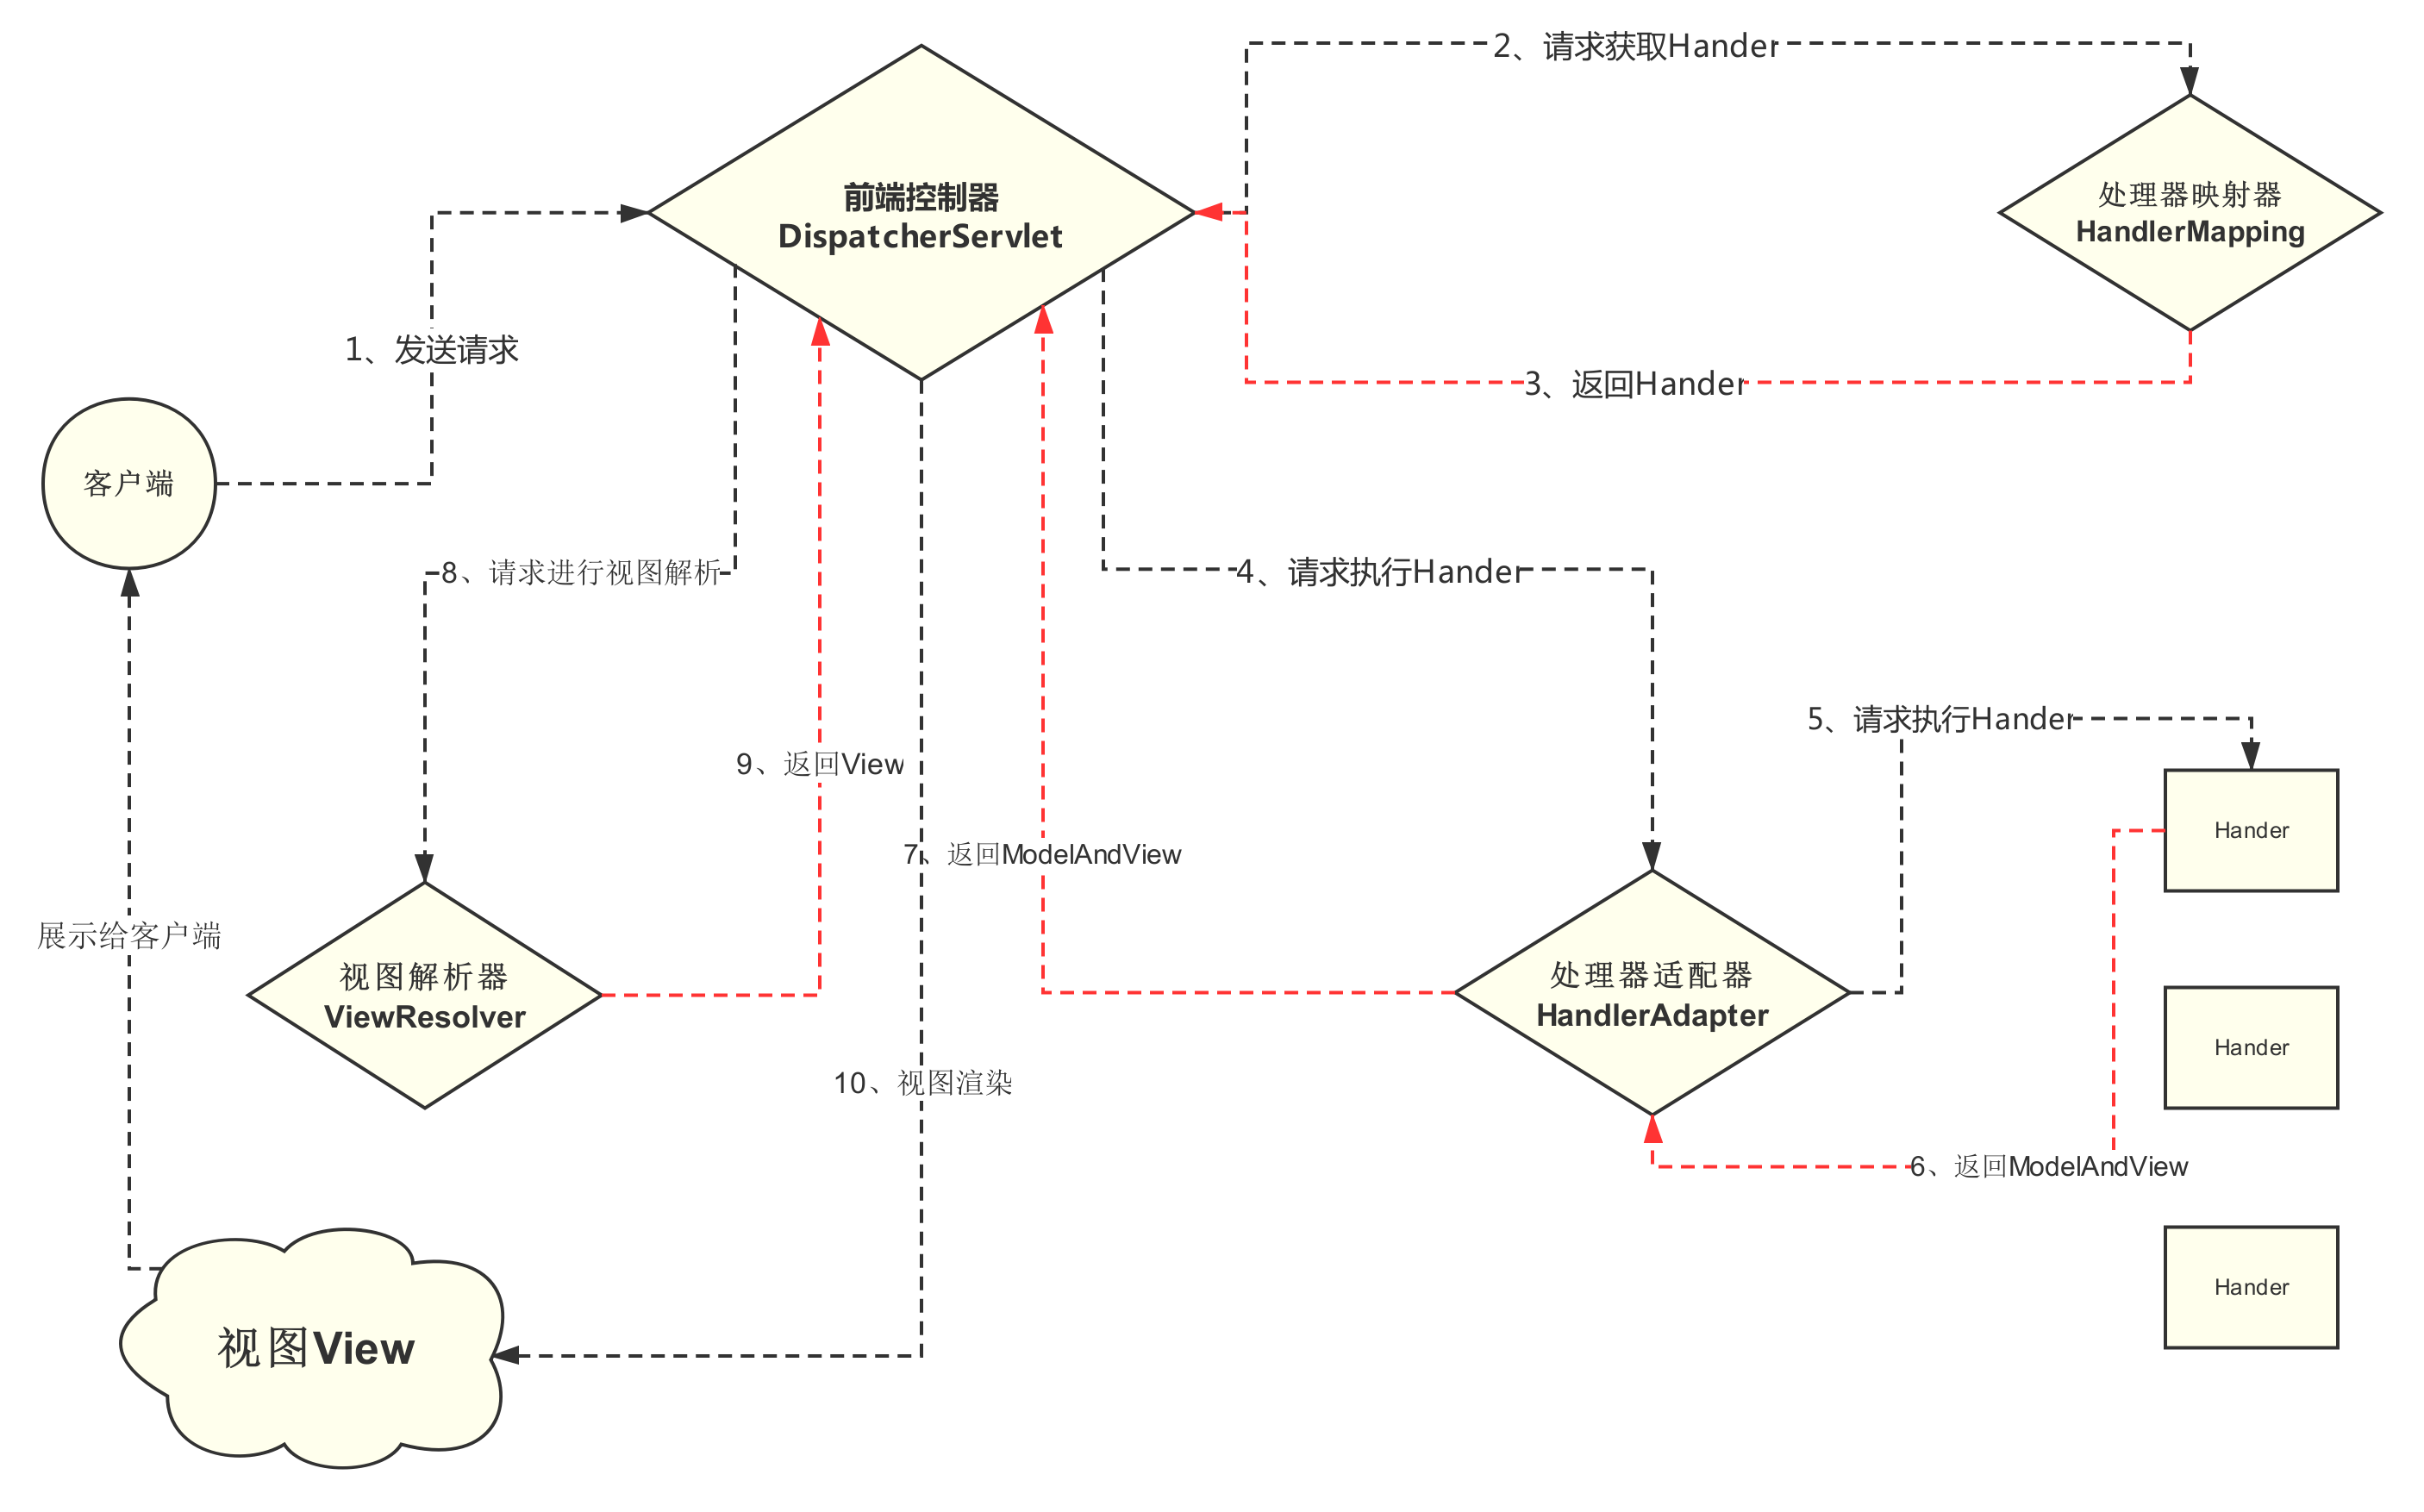 2、请求获取Hander
前端控制器
DispatcherServlet
处理器映射器
HandlerMapping
1、发送请求
3、返回Hander
客户端
8、请求进行视图解析
4、请求执行Hander
5、请求执行Hander
9、返回View
Hander
7、返回ModelAndView
展示给客户端
视图解析器
ViewResolver
处理器适配器
HandlerAdapter
Hander
10、视图渲染
6、返回ModelAndView
Hander
视图View